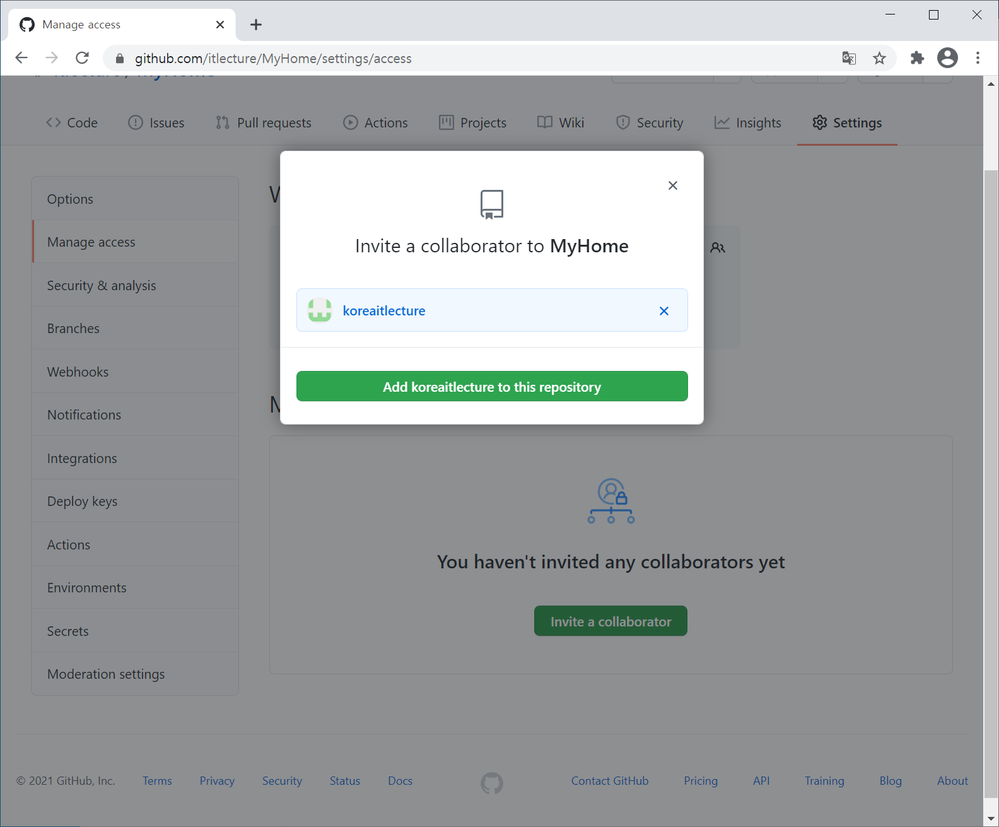 Manage access
github.com/itlecture/MyHome/settings/access
Code Issues Pull requests Actions Projects Wiki Security Insights Settings
Options
Manage access
Security & analysis
Branches
Webhooks
Notifications
Integrations
Deploy keys
Actions
Environments
Secrets
Moderation settings
Invite a collaborator to MyHome
koreaitlecture
Add koreaitlecture to this repository
You haven't invited any collaborators yet
Invite a collaborator
© 2021 GitHub, Inc. Terms Privacy Security Status Docs Contact GitHub Pricing API Training Blog About